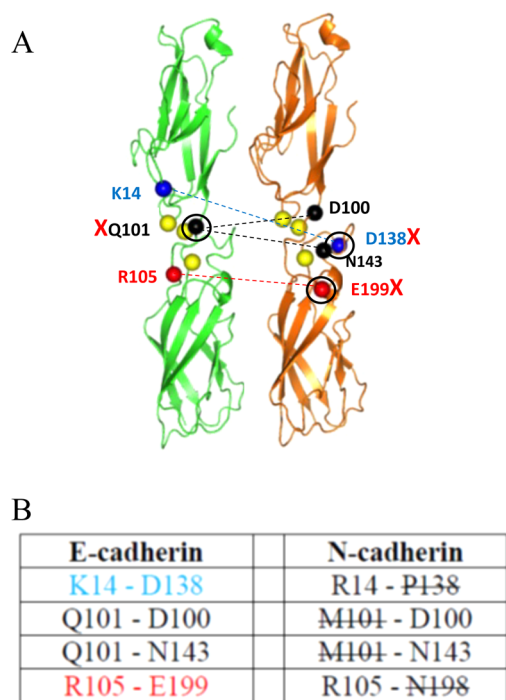 A
K14
D100
XQ101
D138X
N143
R105
E199X
B
E-cadherin N-cadherin
K14 - D138 R14 - P138
Q101 - D100 M101 - D100
Q101 - N143 M101 - N143
R105 - E199 R105 - N198